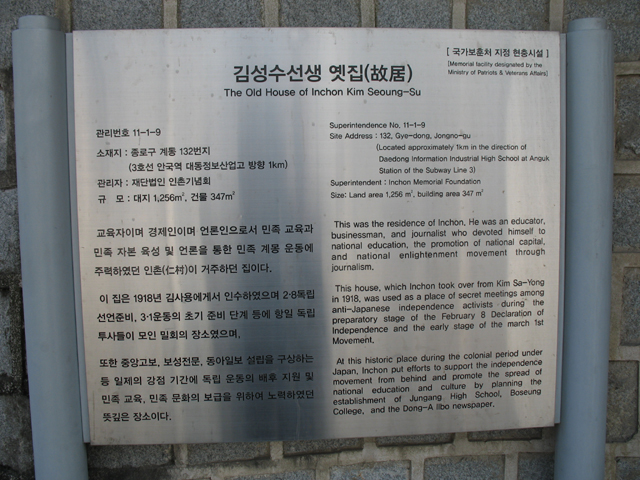 [ 국가보훈처 지정 현충시설 ]
[Memorial facility designated by the
Ministry of Patriots & Veterans Affairs]
김성수선생 옛집(故居)
The Old House of Inchon Kim Seoung-Su
관리번호 11-1-9
소재지 : 종로구 계동 132번지
(3호선 안국역 대동정보산업고 방향 1km)
관리자 : 재단법인 인촌기념회
규 모 : 대지 1,256㎡, 건물 347㎡
교육자이며 경제인이며 언론인으로서 민족 교육과
민족 자본 육성 및 언론을 통한 민족 계몽 운동에
주력하였던 인촌(仁村)이 거주하던 집이다.
이 집은 1918년 김사용에게서 인수하였으며 2·8독립
선언준비, 3·1운동의 초기 준비 단계 등에 항일 독립
투사들이 모인 밀회의 장소였으며,
또한 중앙고보, 보성전문, 동아일보 설립을 구상하는
등 일제의 강점 기간에 독립 운동의 배후 지원 및
민족 교육, 민족 문화의 보급을 위하여 노력하였던
뜻깊은 장소이다.
Superintendence No. 11-1-9
Site Address : 132, Gye-dong, Jongno-gu
(Located approximately 1km in the direction of
Daedong Information Industrial High School at Anguk
Station of the Subway Line 3)
Superintendent : Inchon Memorial Foundation
Size: Land area 1,256 ㎡, building area 347 ㎡
This was the residence of Inchon. He was an educator,
businessman, and journalist who devoted himself to
national education, the promotion of national capital,
and national enlightenment movement through
journalism.
This house, which Inchon took over from Kim Sa-Yong
in 1918, was used as a place of secret meetings among
anti-Japanese independence activists during the
preparatory stage of the February 8 Declaration of
Independence and the early stage of the march 1st
Movement.
At this historic place during the colonial period under
Japan, Inchon put efforts to support the independence
movement from behind and promote the spread of
national education and culture by planning the
establishment of Jungang High School, Boseung
College, and the Dong-A Ilbo newspaper.